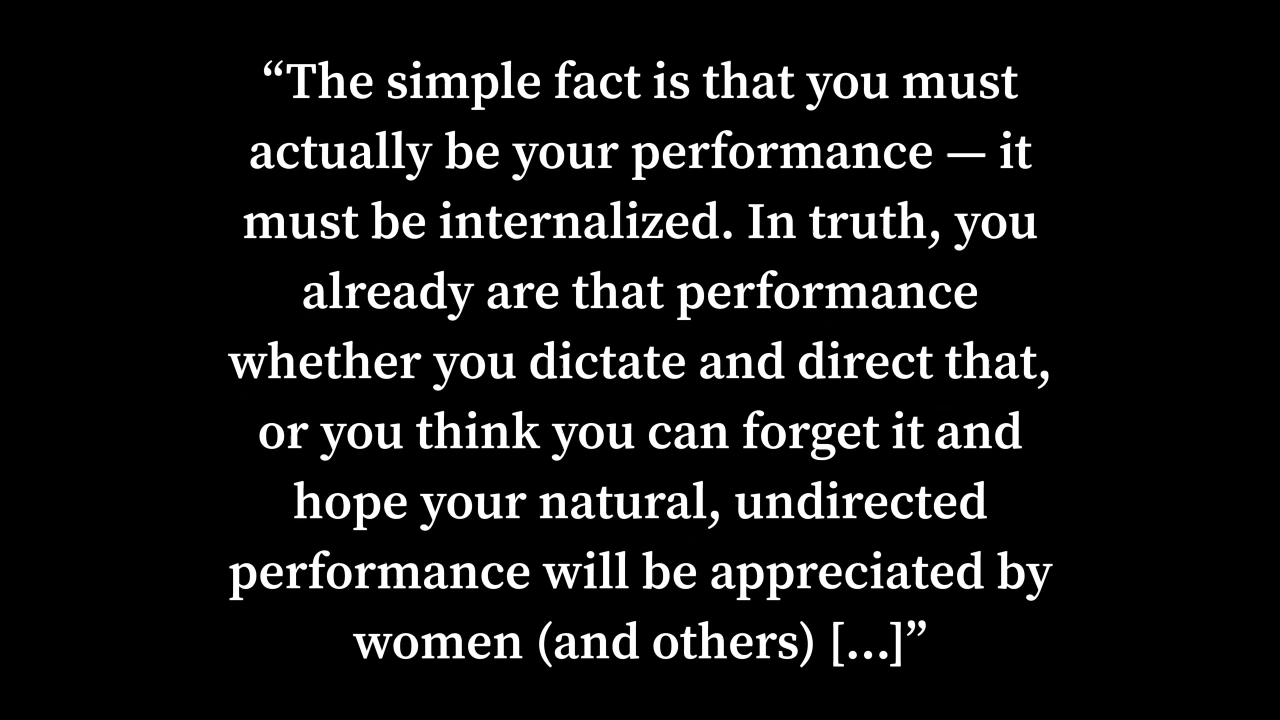 “The simple fact is that you must
actually be your performance — it
must be internalized. In truth, you
already are that performance
whether you dictate and direct that,
or you think you can forget it and
hope your natural, undirected
performance will be appreciated by
women (and others) […]”